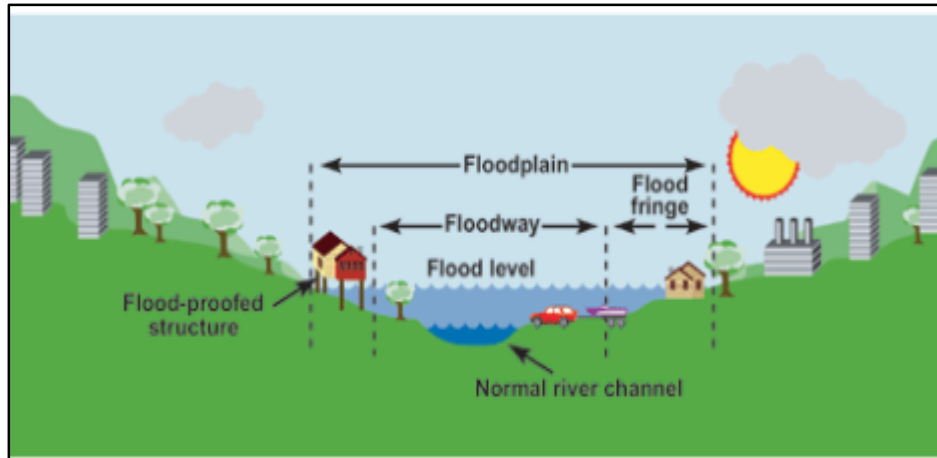 Floodplain
Flood
fringe
Floodway
Flood level
Flood-proofed
structure
Normal river channel